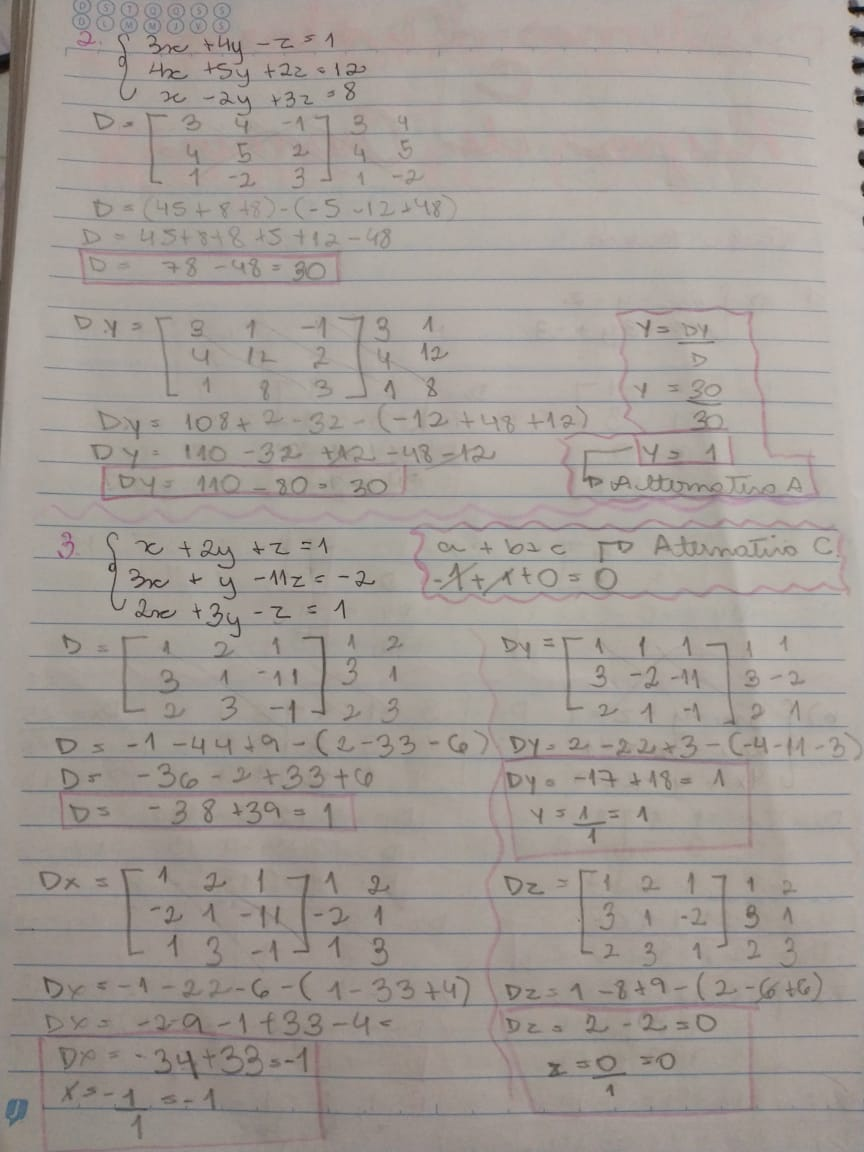 D S T Q Q S S
D L M M J V S
2. 3x + 4y - z = 1
4x + 5y + 2z = 12
x - 2y + 3z = 8
D = [ 3 4 -1 ] 3 4
4 5 2 4 5
1 -2 3 1 -2
D = (45 + 8 + 8) - (-5 - 12 + 48)
D = 45 + 8 + 8 + 5 + 12 - 48
D = 78 - 48 = 30
Dy = [ 3 1 -1 ] 3 1
4 12 2 4 12
1 8 3 1 8
Dy = 108 + 2 - 32 - (-12 + 48 + 12)
Dy = 110 - 32 + 12 - 48 - 12
Dy = 110 - 80 = 30
Y = DY
D
Y = 30
30
Y = 1
Alternativa A
3. x + 2y + z = 1
3x + y - 11z = -2
2x + 3y - z = 1
a + b + c Aternativa C.
-1 + 1 + 0 = 0
D = [ 1 2 1 ] 1 2
3 1 -11 3 1
2 3 -1 2 3
D = -1 - 44 + 9 - (2 - 33 - 6)
D = -36 - 2 + 33 + 6
D = -38 + 39 = 1
Dy = [ 1 1 1 ] 1 1
3 -2 -11 3 -2
2 1 -1 2 1
Dy = 2 - 22 + 3 - (-4 - 11 - 3)
Dy = -17 + 18 = 1
Y = 1 = 1
1
Dx = [ 1 2 1 ] 1 2
-2 1 -11 -2 1
1 3 -1 1 3
Dx = -1 - 22 - 6 - (1 - 33 + 4)
Dx = -29 - 1 + 33 - 4 =
Dx = -34 + 33 = -1
X = -1 = -1
1
Dz = [ 1 2 1 ] 1 2
3 1 -2 3 1
2 3 1 2 3
Dz = 1 - 8 + 9 - (2 - 6 + 6)
Dz = 2 - 2 = 0
z = 0 = 0
1